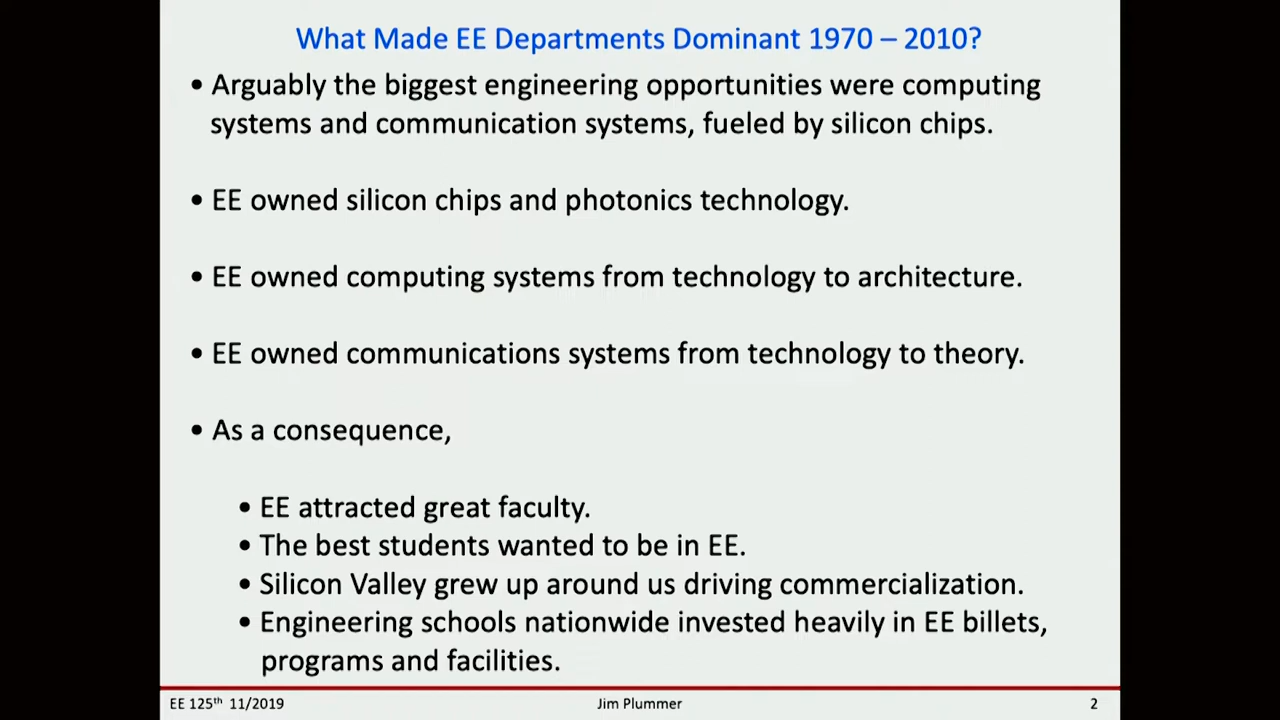 What Made EE Departments Dominant 1970 – 2010?
• Arguably the biggest engineering opportunities were computing
systems and communication systems, fueled by silicon chips.
• EE owned silicon chips and photonics technology.
• EE owned computing systems from technology to architecture.
• EE owned communications systems from technology to theory.
• As a consequence,
• EE attracted great faculty.
• The best students wanted to be in EE.
• Silicon Valley grew up around us driving commercialization.
• Engineering schools nationwide invested heavily in EE billets,
programs and facilities.
EE 125th 11/2019 Jim Plummer 2